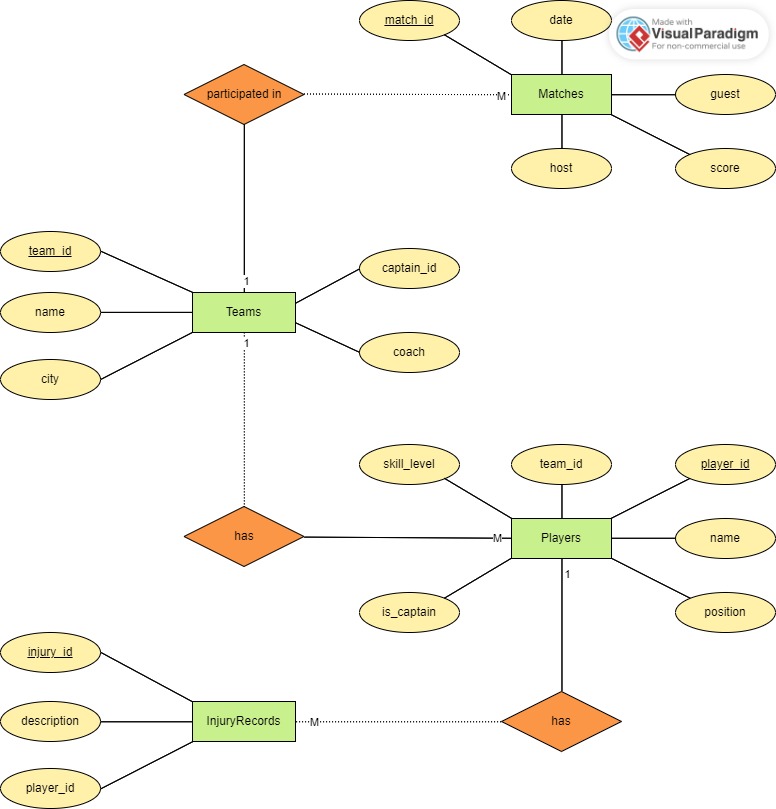 match_id
date
Made with
Visual Paradigm
For non-commercial use
participated in
M
Matches
guest
host
score
team_id
captain_id
1
name
Teams
1
city
coach
skill_level
team_id
player_id
has
M
Players
name
1
is_captain
position
injury_id
description
InjuryRecords
M
has
player_id